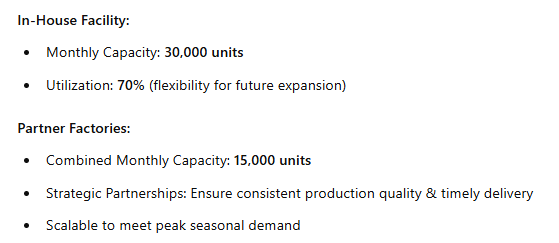 In-House Facility:
• Monthly Capacity: 30,000 units
• Utilization: 70% (flexibility for future expansion)
Partner Factories:
• Combined Monthly Capacity: 15,000 units
• Strategic Partnerships: Ensure consistent production quality & timely delivery
• Scalable to meet peak seasonal demand